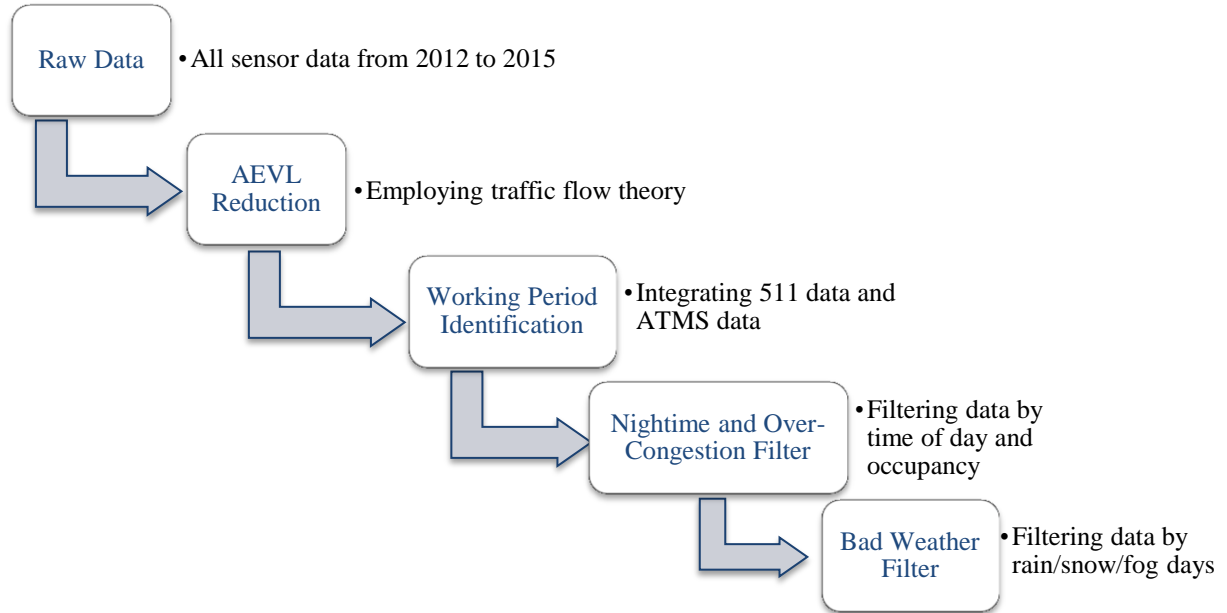 Raw Data
•All sensor data from 2012 to 2015
AEVL
Reduction
•Employing traffic flow theory
Working Period
Identification
•Integrating 511 data and
ATMS data
Nightime and Over-
Congestion Filter
•Filtering data by
time of day and
occupancy
Bad Weather
Filter
•Filtering data by
rain/snow/fog days